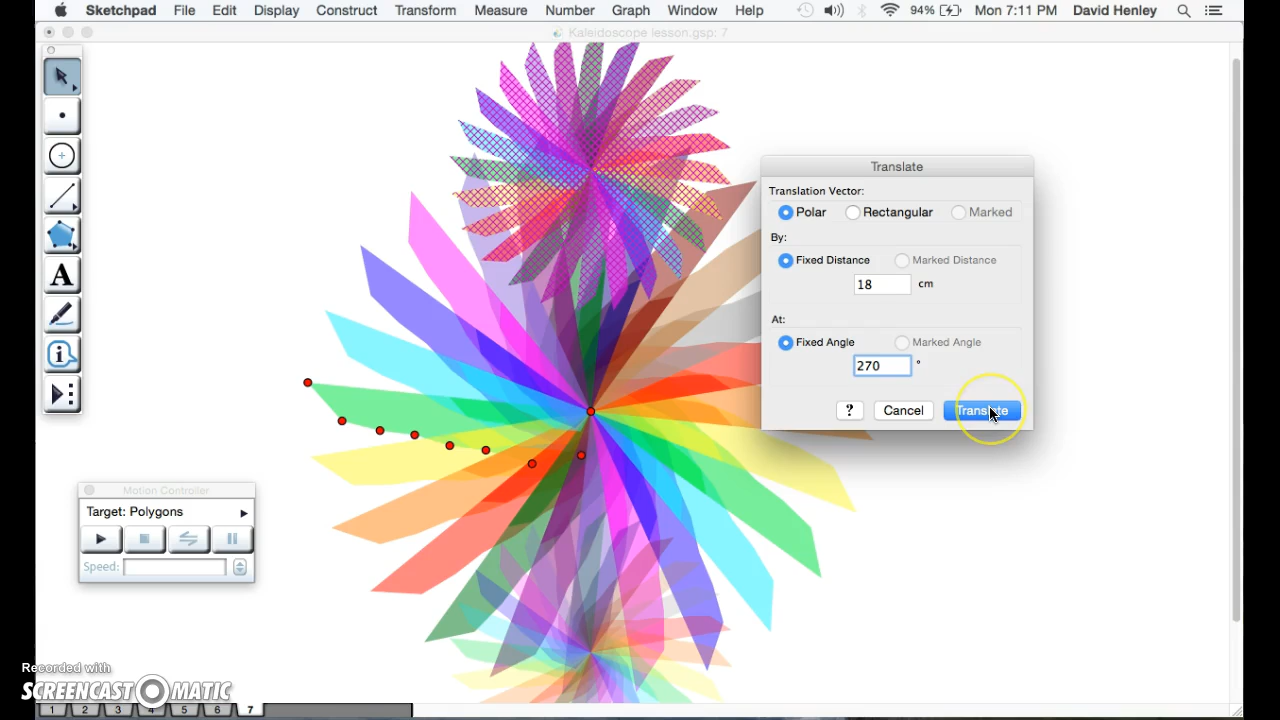 Sketchpad File Edit Display Construct Transform Measure Number Graph Window Help 94% Mon 7:11 PM David Henley
Kaleidoscope lesson.gsp: 7
Translate
Translation Vector:
Polar Rectangular Marked
By:
Fixed Distance Marked Distance
18 cm
At:
Fixed Angle Marked Angle
270 °
? Cancel Translate
A
Motion Controller
Target: Polygons
Speed:
Recorded with
SCREENCAST-O-MATIC
1 2 3 4 5 6 7